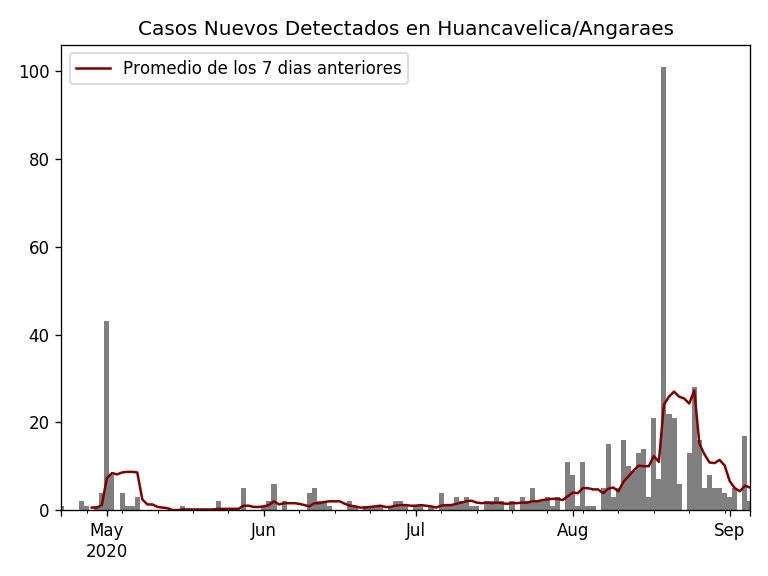 Casos Nuevos Detectados en Huancavelica/Angaraes
Promedio de los 7 dias anteriores
100
80
60
40
20
0
May Jun Jul Aug Sep
2020